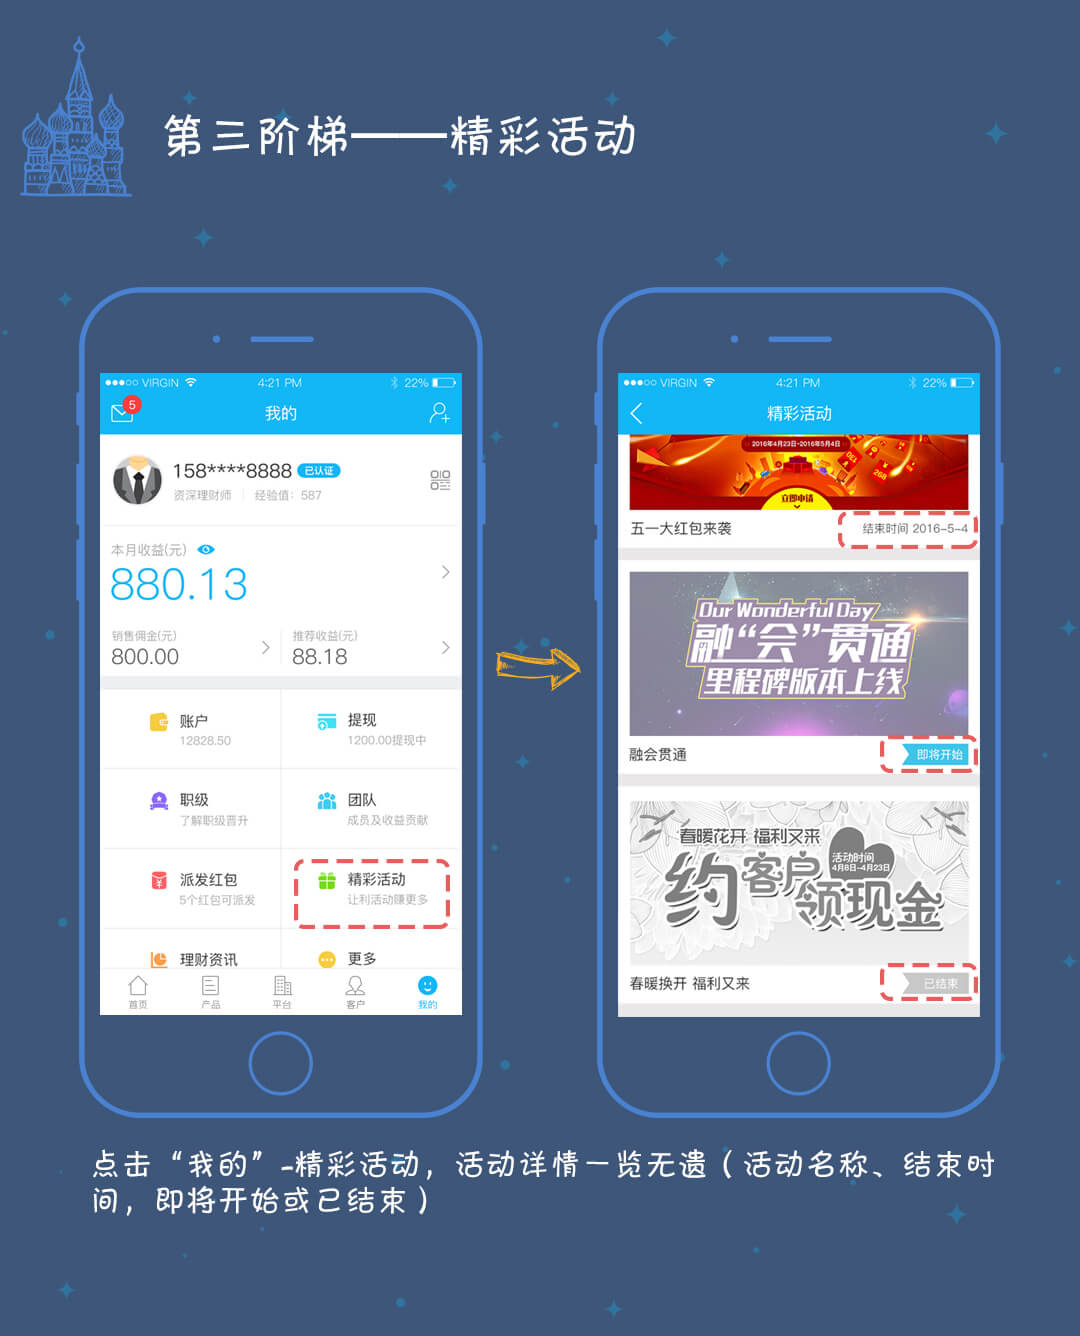 第三阶梯——精彩活动
VIRGIN 4:21 PM 22%
5
我的
158****8888 已认证
资深理财师 经验值：587
本月收益(元)
880.13
销售佣金(元) 推荐收益(元)
800.00 88.18
账户 提现
12828.50 1200.00提现中
职级 团队
了解职级晋升 成员及收益贡献
派发红包 精彩活动
5个红包可派发 让利活动赚更多
理财资讯 更多
首页 产品 平台 客户 我的
VIRGIN 4:21 PM 22%
精彩活动
2016年4月23日-2016年5月4日
立即申请
五一大红包来袭 结束时间 2016-5-4
Our Wonderful Day
融“会”贯通
里程碑版本上线
融会贯通 即将开始
春暖花开 福利又来
活动时间
4月8日-4月23日
约客户领现金
春暖换开 福利又来 已结束
点击“我的”-精彩活动，活动详情一览无遗（活动名称、结束时
间，即将开始或已结束）